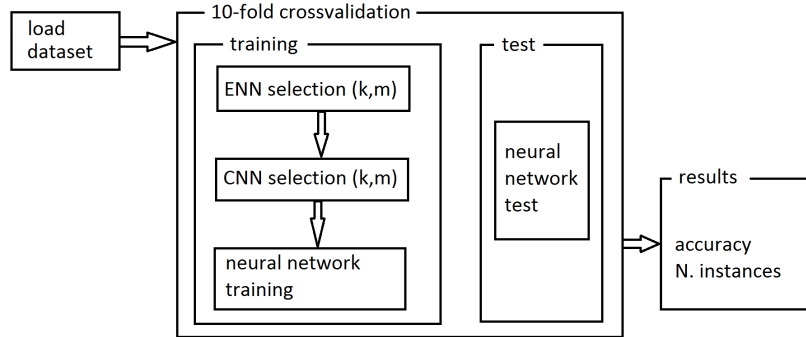 load
dataset
10-fold crossvalidation
training
ENN selection (k,m)
CNN selection (k,m)
neural network
training
test
neural
network
test
results
accuracy
N. instances